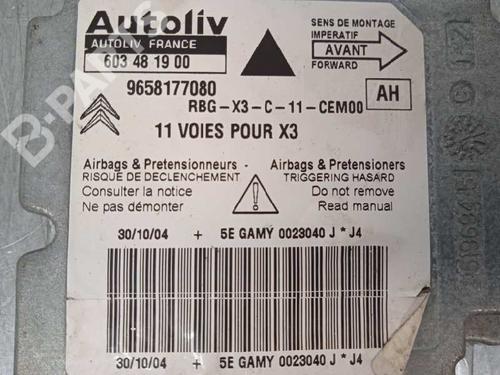 Autoliv
AUTOLIV FRANCE
603 48 19 00
SENS DE MONTAGE
IMPERATIF
AVANT
FORWARD
9658177080
AH
RBG-X3-C-11-CEM00
11 VOIES POUR X3
Airbags & Pretensionneurs
RISQUE DE DECLENCHEMENT
Consulter la notice
Ne pas démonter
Airbags & Pretensioners
TRIGGERING HASARD
Do not remove
Read manual
30/10/04 + 5E GAMY 0023040 J * J4
30/10/04 + 5E GAMY 0023040 J * J4
B-PARTS